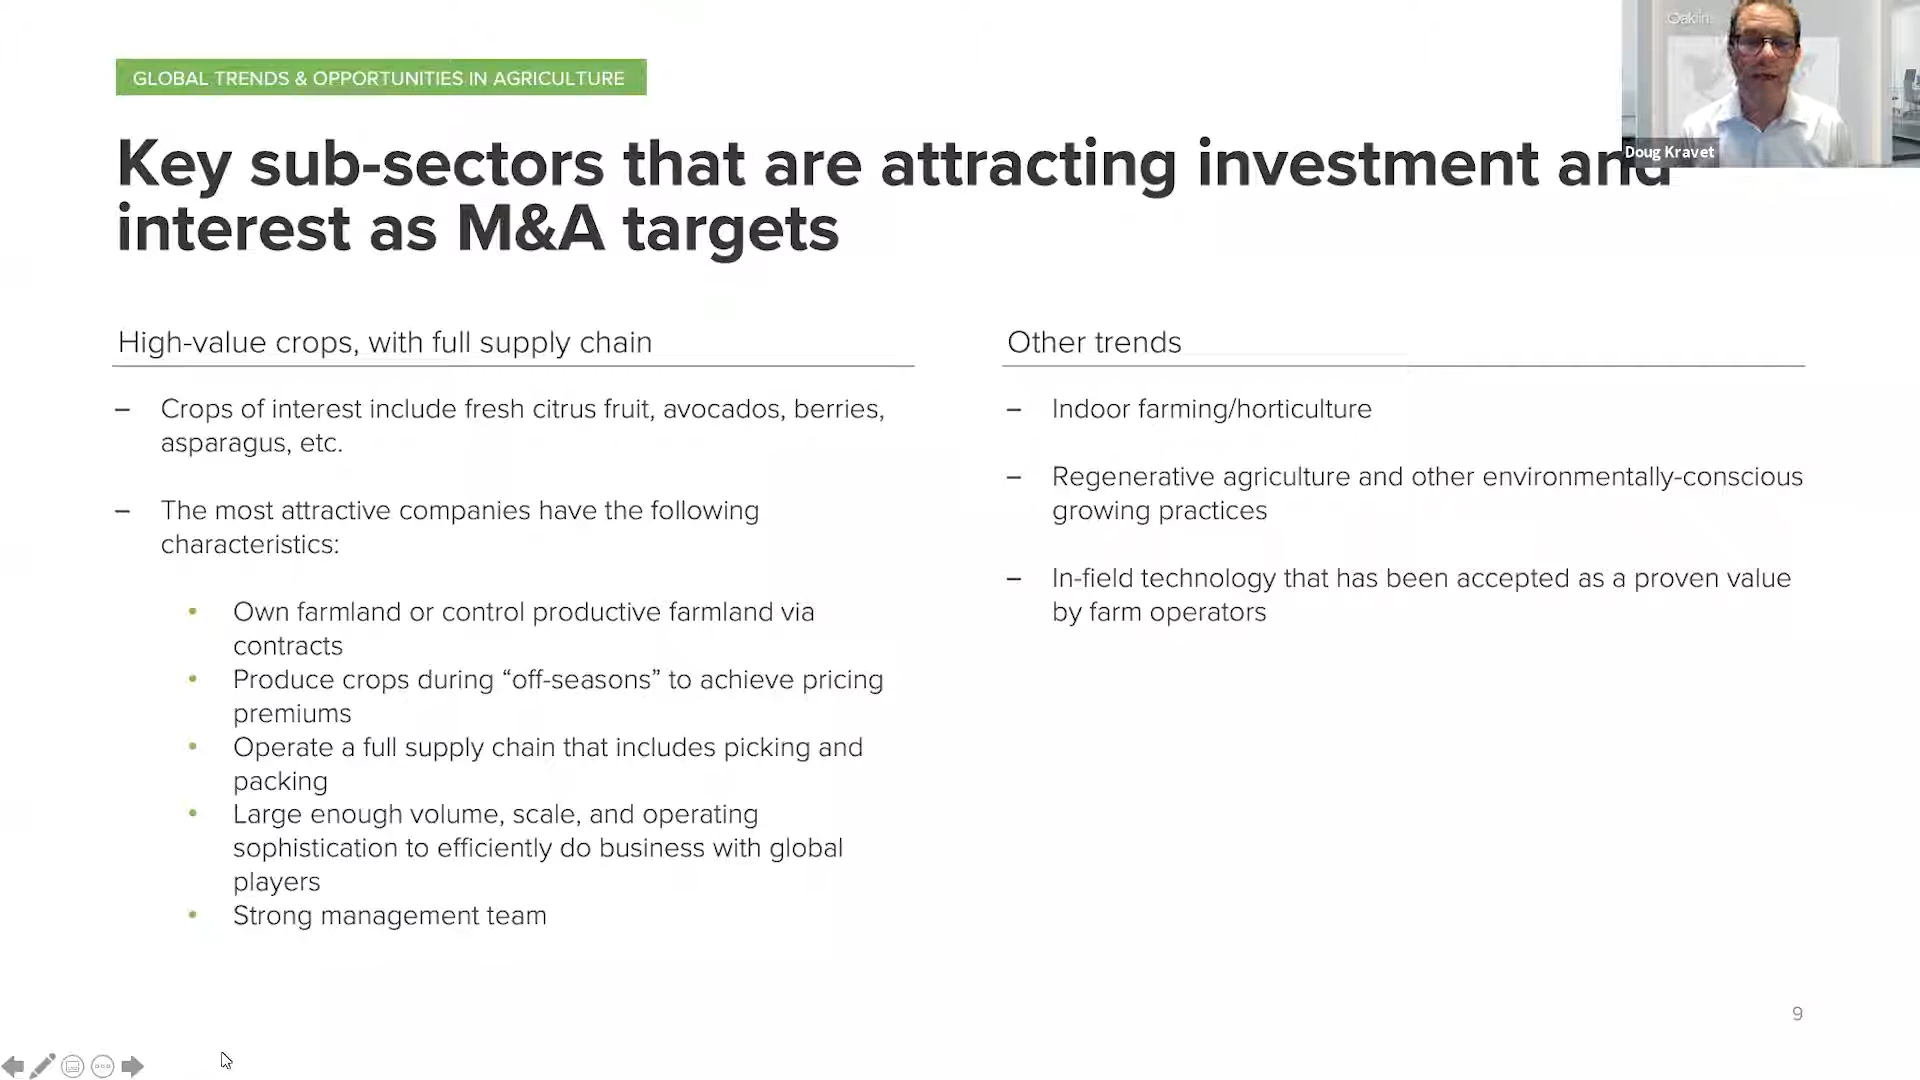 Oaklin
GLOBAL TRENDS & OPPORTUNITIES IN AGRICULTURE
Doug Kravet
Key sub-sectors that are attracting investment and
interest as M&A targets
High-value crops, with full supply chain
– Crops of interest include fresh citrus fruit, avocados, berries,
asparagus, etc.
– The most attractive companies have the following
characteristics:
• Own farmland or control productive farmland via
contracts
• Produce crops during “off-seasons” to achieve pricing
premiums
• Operate a full supply chain that includes picking and
packing
• Large enough volume, scale, and operating
sophistication to efficiently do business with global
players
• Strong management team
Other trends
– Indoor farming/horticulture
– Regenerative agriculture and other environmentally-conscious
growing practices
– In-field technology that has been accepted as a proven value
by farm operators
9